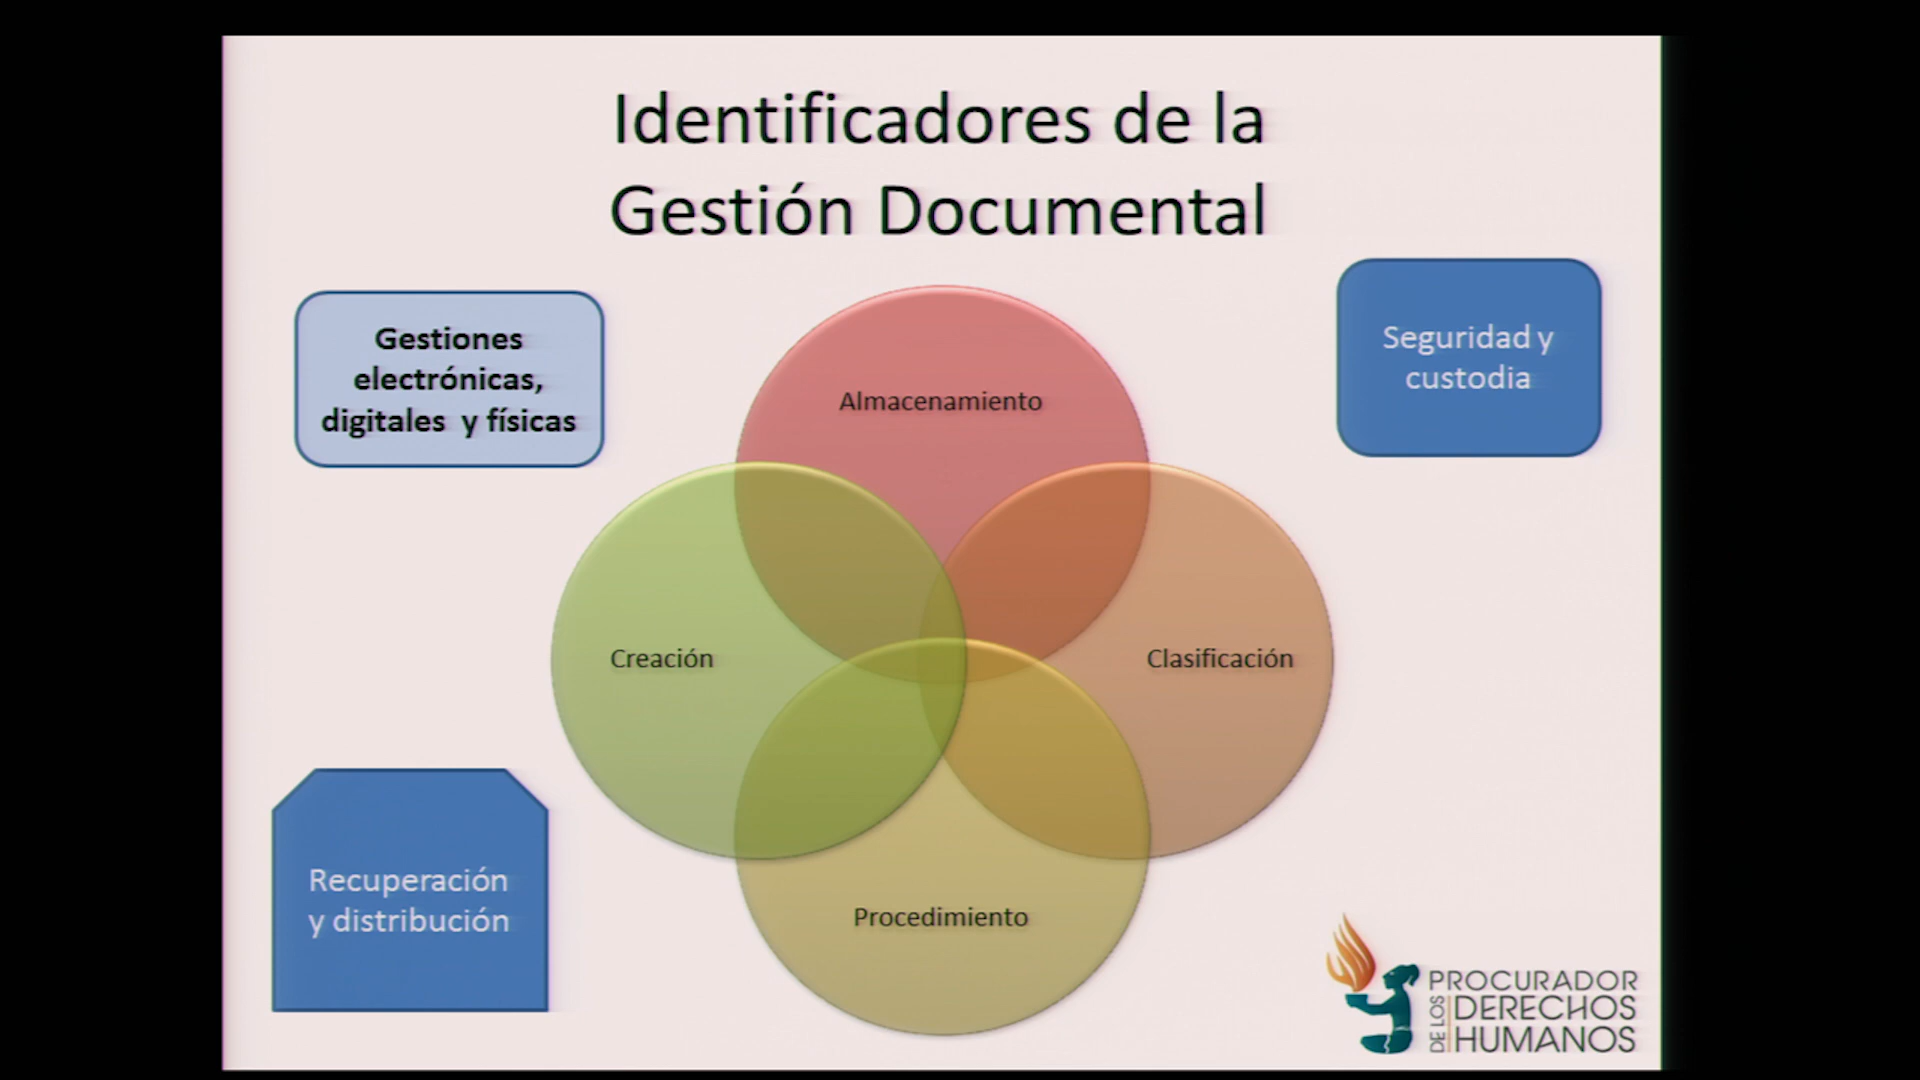 Identificadores de la
Gestión Documental
Gestiones
electrónicas,
digitales y físicas
Seguridad y
custodia
Almacenamiento
Creación
Clasificación
Procedimiento
Recuperación
y distribución
PROCURADOR
DE LOS DERECHOS
HUMANOS